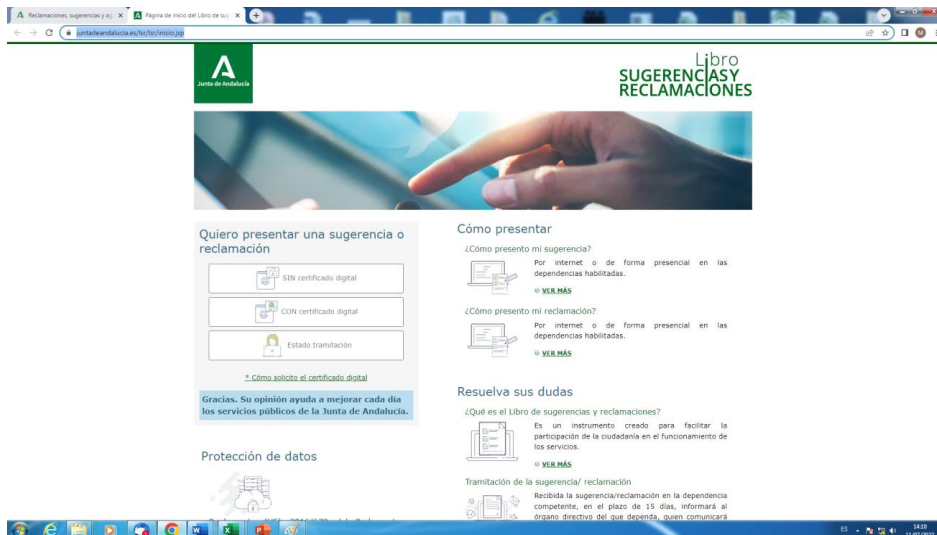 Reclamaciones, sugerencias y ag
Página de inicio del Libro de sug
juntadeandalucia.es/lsr/lsr/inicio.jsp
M
Junta de Andalucía
Libro
SUGERENCIAS Y
RECLAMACIONES
Quiero presentar una sugerencia o
reclamación
SIN certificado digital
CON certificado digital
Estado tramitación
* Cómo solicito el certificado digital
Gracias. Su opinión ayuda a mejorar cada día
los servicios públicos de la Junta de Andalucía.
Protección de datos
Cómo presentar
¿Cómo presento mi sugerencia?
Por internet o de forma presencial en las
dependencias habilitadas.
VER MÁS
¿Cómo presento mi reclamación?
Por internet o de forma presencial en las
dependencias habilitadas.
VER MÁS
Resuelva sus dudas
¿Qué es el Libro de sugerencias y reclamaciones?
Es un instrumento creado para facilitar la
participación de la ciudadanía en el funcionamiento de
los servicios.
VER MÁS
Tramitación de la sugerencia/ reclamación
Recibida la sugerencia/reclamación en la dependencia
competente, en el plazo de 15 días, informará al
órgano directivo del que dependa, quien comunicará
ES
14:10